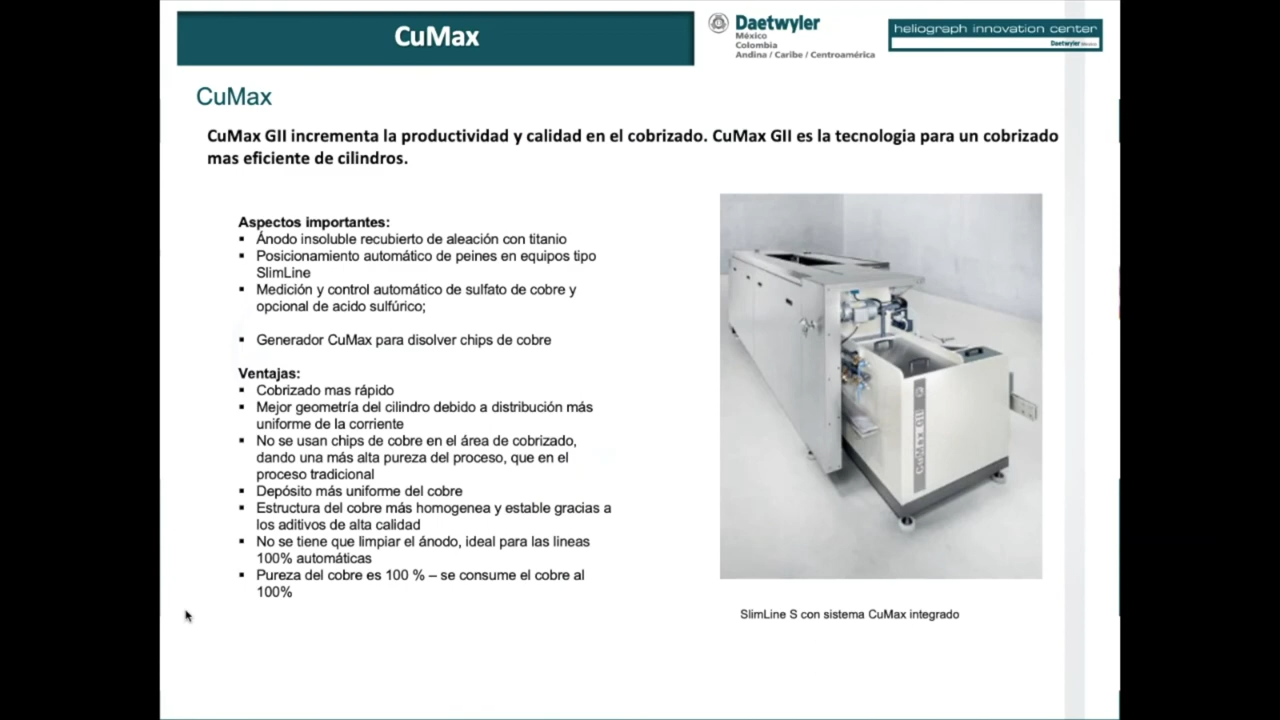 CuMax
Daetwyler
México
Colombia
Andina / Caribe / Centroamérica
heliograph innovation center
Daetwyler
CuMax
CuMax GII incrementa la productividad y calidad en el cobrizado. CuMax GII es la tecnologia para un cobrizado
mas eficiente de cilindros.
Aspectos importantes:
▪ Ánodo insoluble recubierto de aleación con titanio
▪ Posicionamiento automático de peines en equipos tipo
SlimLine
▪ Medición y control automático de sulfato de cobre y
opcional de acido sulfúrico;
▪ Generador CuMax para disolver chips de cobre
Ventajas:
▪ Cobrizado mas rápido
▪ Mejor geometría del cilindro debido a distribución más
uniforme de la corriente
▪ No se usan chips de cobre en el área de cobrizado,
dando una más alta pureza del proceso, que en el
proceso tradicional
▪ Depósito más uniforme del cobre
▪ Estructura del cobre más homogenea y estable gracias a
los aditivos de alta calidad
▪ No se tiene que limpiar el ánodo, ideal para las lineas
100% automáticas
▪ Pureza del cobre es 100 % – se consume el cobre al
100%
CuMax GII
SlimLine S con sistema CuMax integrado